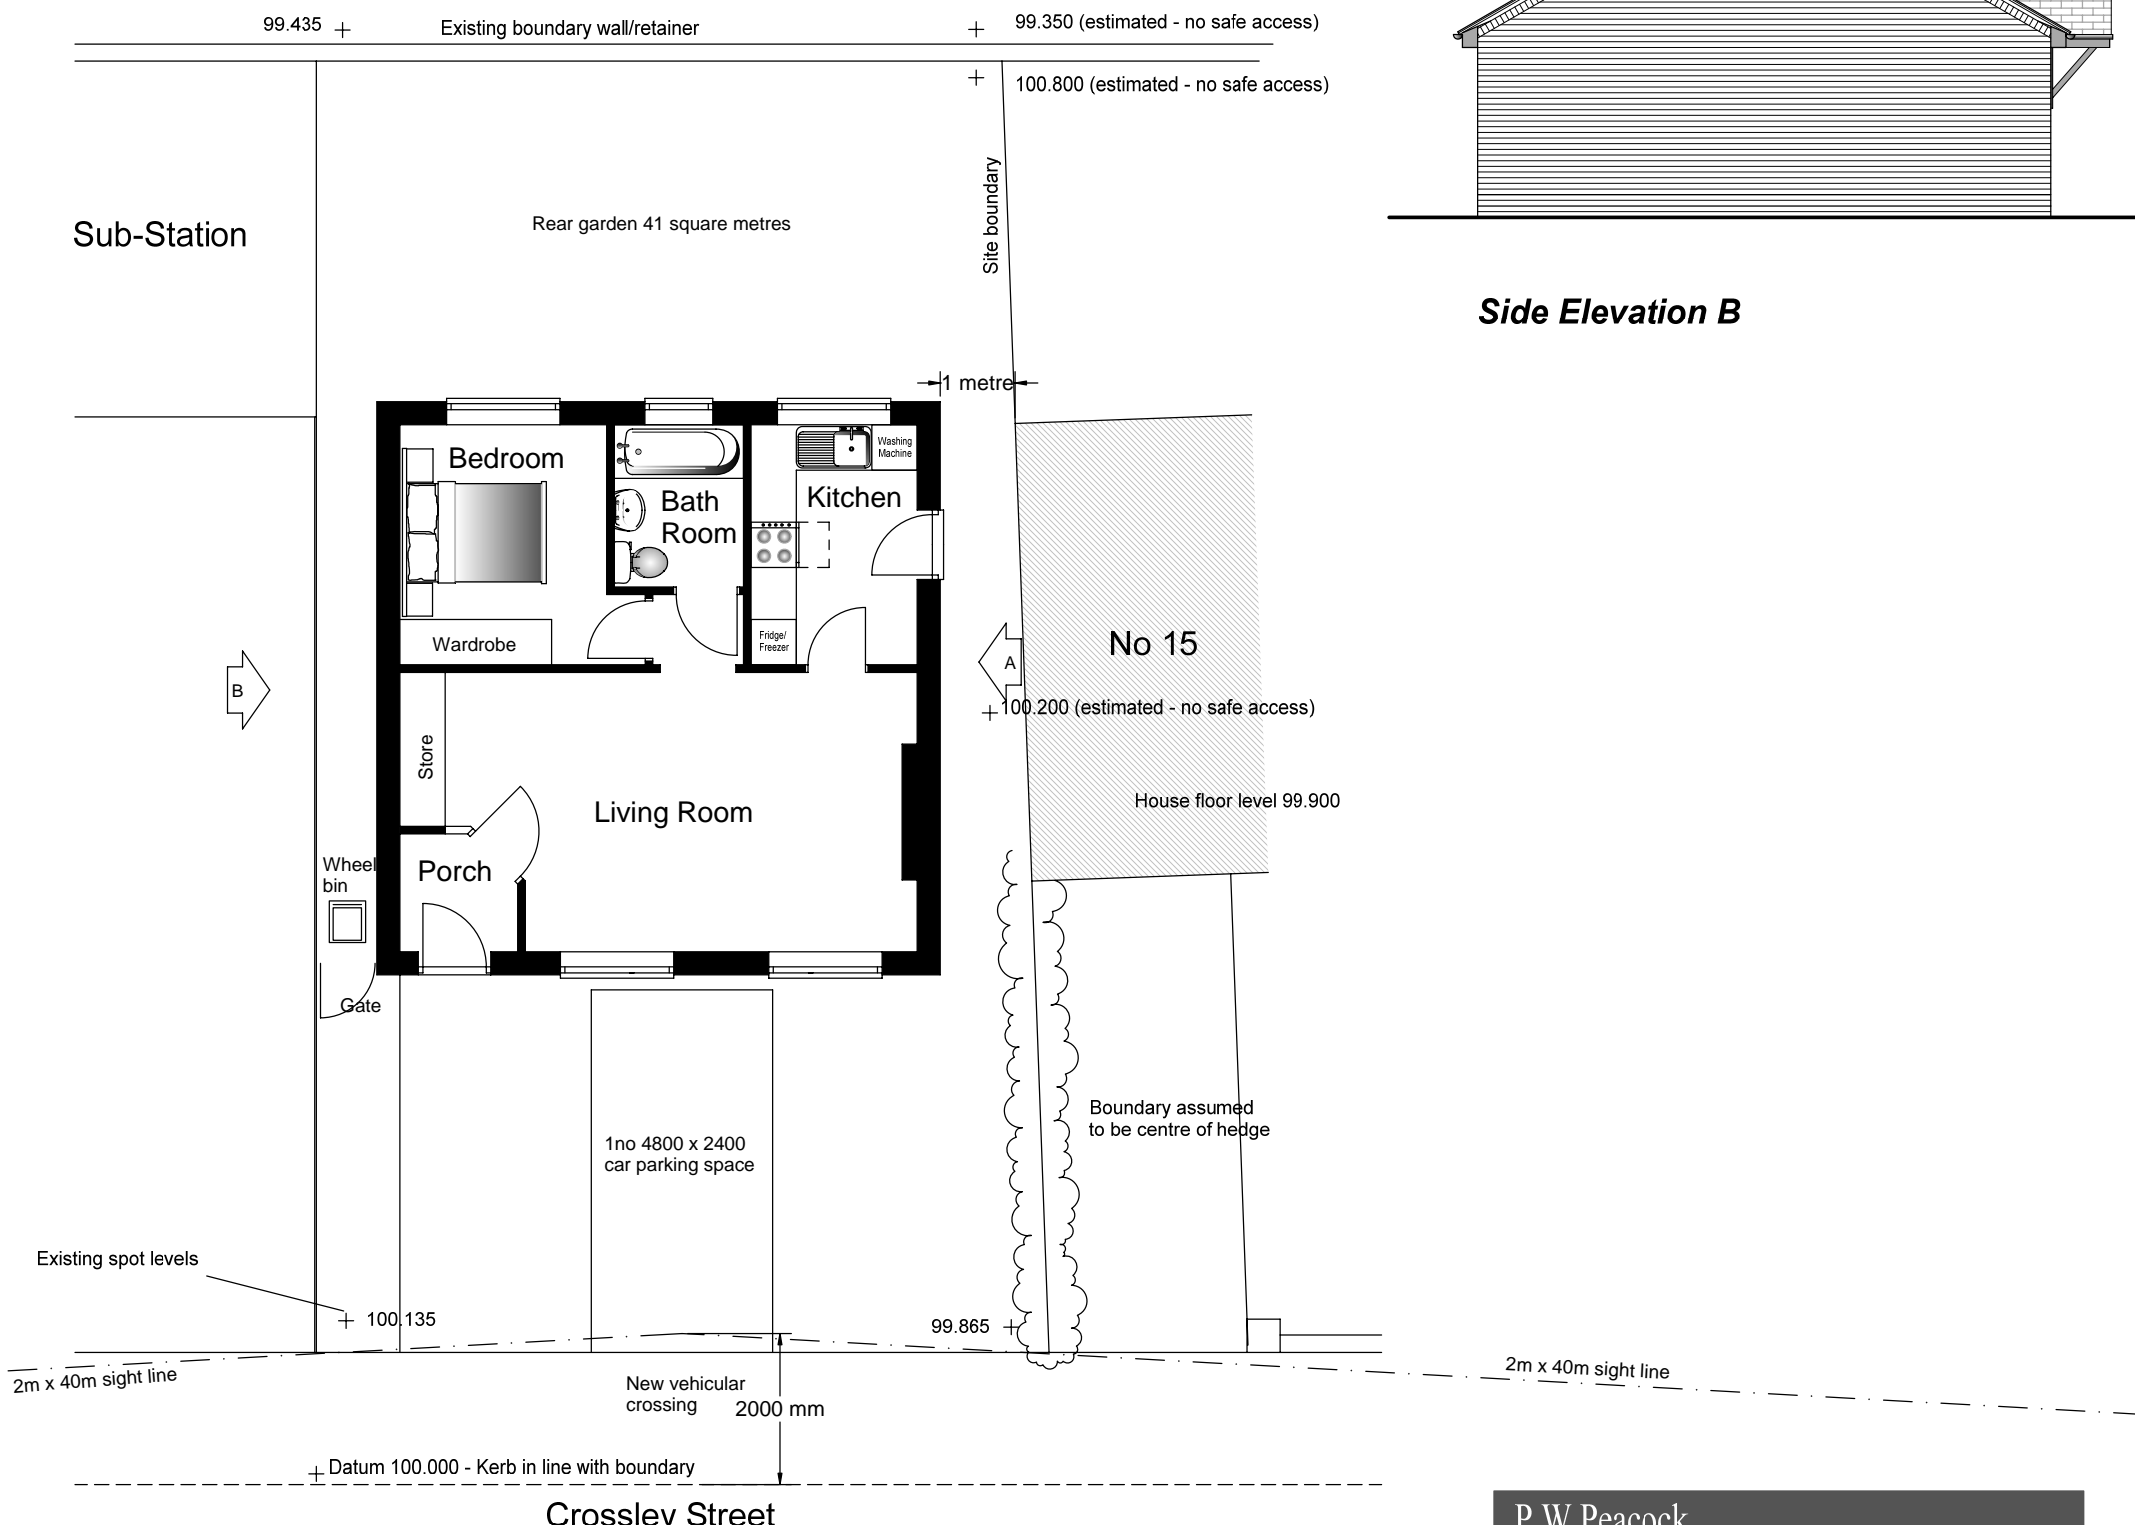 99.435
Existing boundary wall/retainer
99.350 (estimated - no safe access)
100.800 (estimated - no safe access)
Site boundary
Sub-Station
Rear garden 41 square metres
Side Elevation B
1 metre
Bedroom
Washing
Machine
Bath
Room
Kitchen
Wardrobe
Fridge/
Freezer
No 15
B
A
100.200 (estimated - no safe access)
Store
Living Room
House floor level 99.900
Wheel
bin
Porch
Gate
Boundary assumed
to be centre of hedge
1no 4800 x 2400
car parking space
Existing spot levels
100.135
99.865
2m x 40m sight line
2m x 40m sight line
New vehicular
crossing
2000 mm
Datum 100.000 - Kerb in line with boundary
Crossley Street
P W Peacock